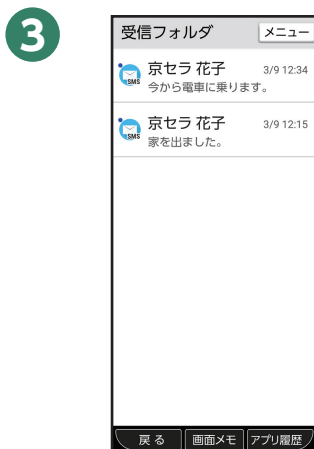 3
受信フォルダ メニュー
京セラ 花子 3/9 12:34
SMS 今から電車に乗ります。
京セラ 花子 3/9 12:15
SMS 家を出ました。
戻る 画面メモ アプリ履歴